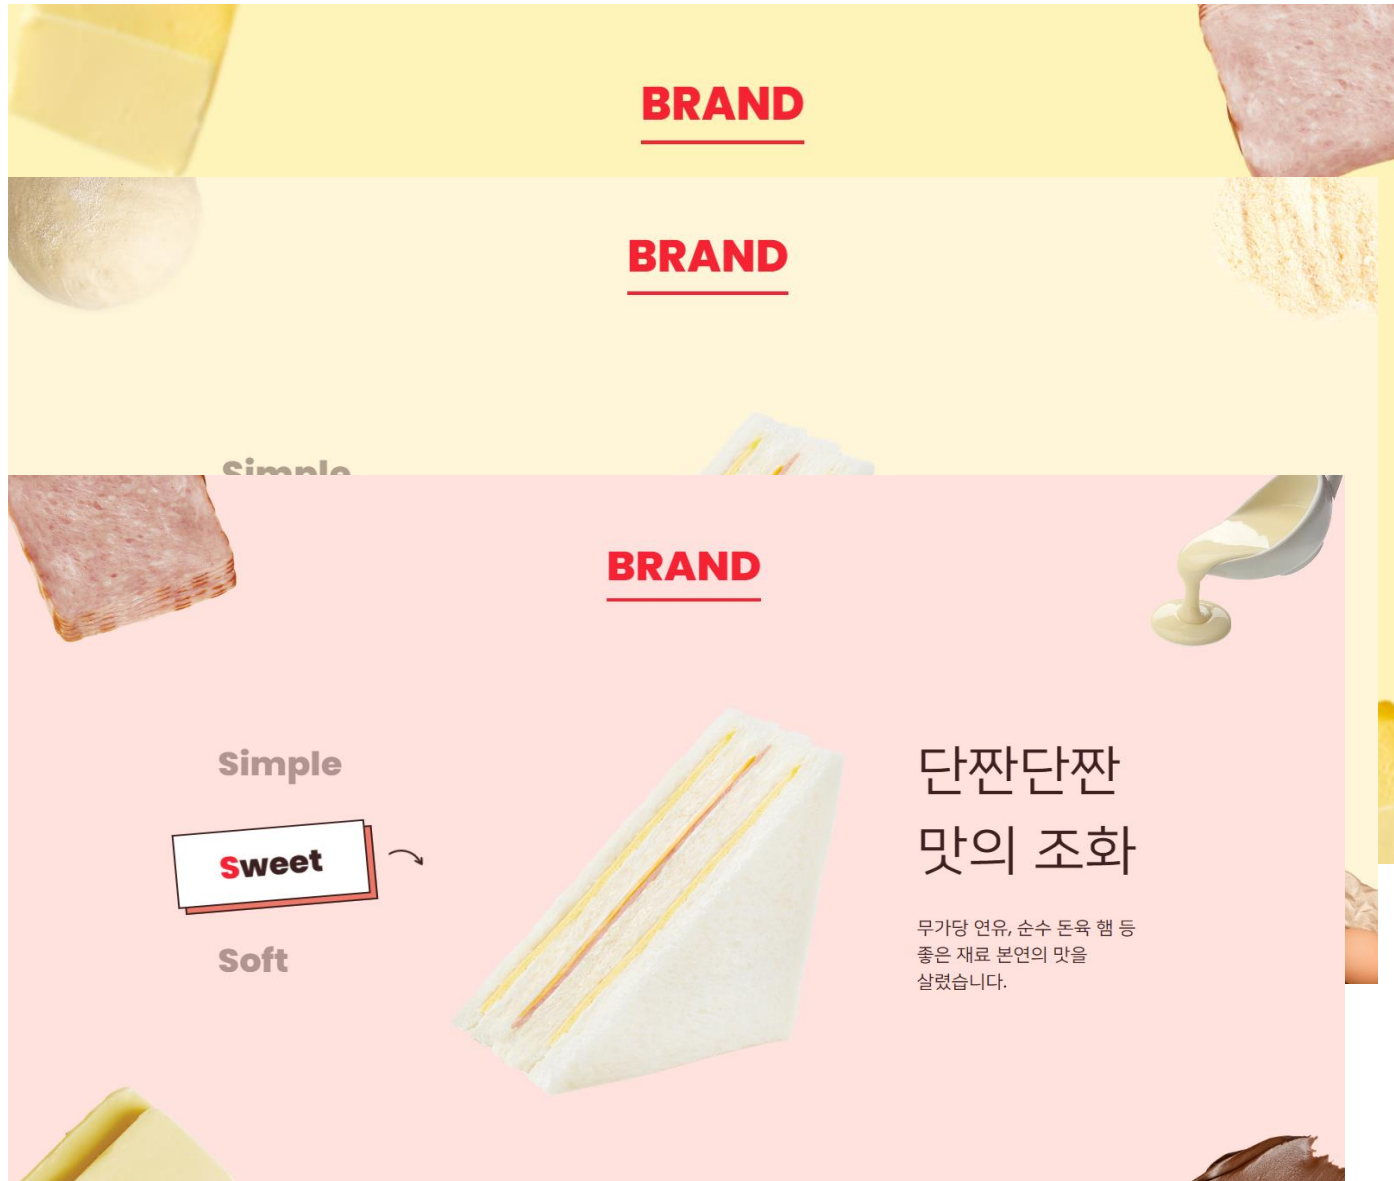 BRAND
BRAND
Simple
BRAND
Simple
Sweet
Soft
단짠단짠
맛의 조화
무가당 연유, 순수 돈육 햄 등
좋은 재료 본연의 맛을
살렸습니다.